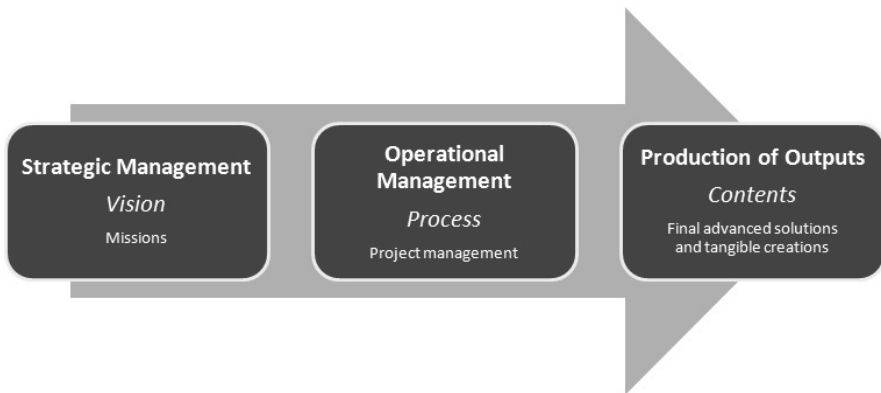 Strategic Management
Vision
Missions
Operational
Management
Process
Project management
Production of Outputs
Contents
Final advanced solutions
and tangible creations